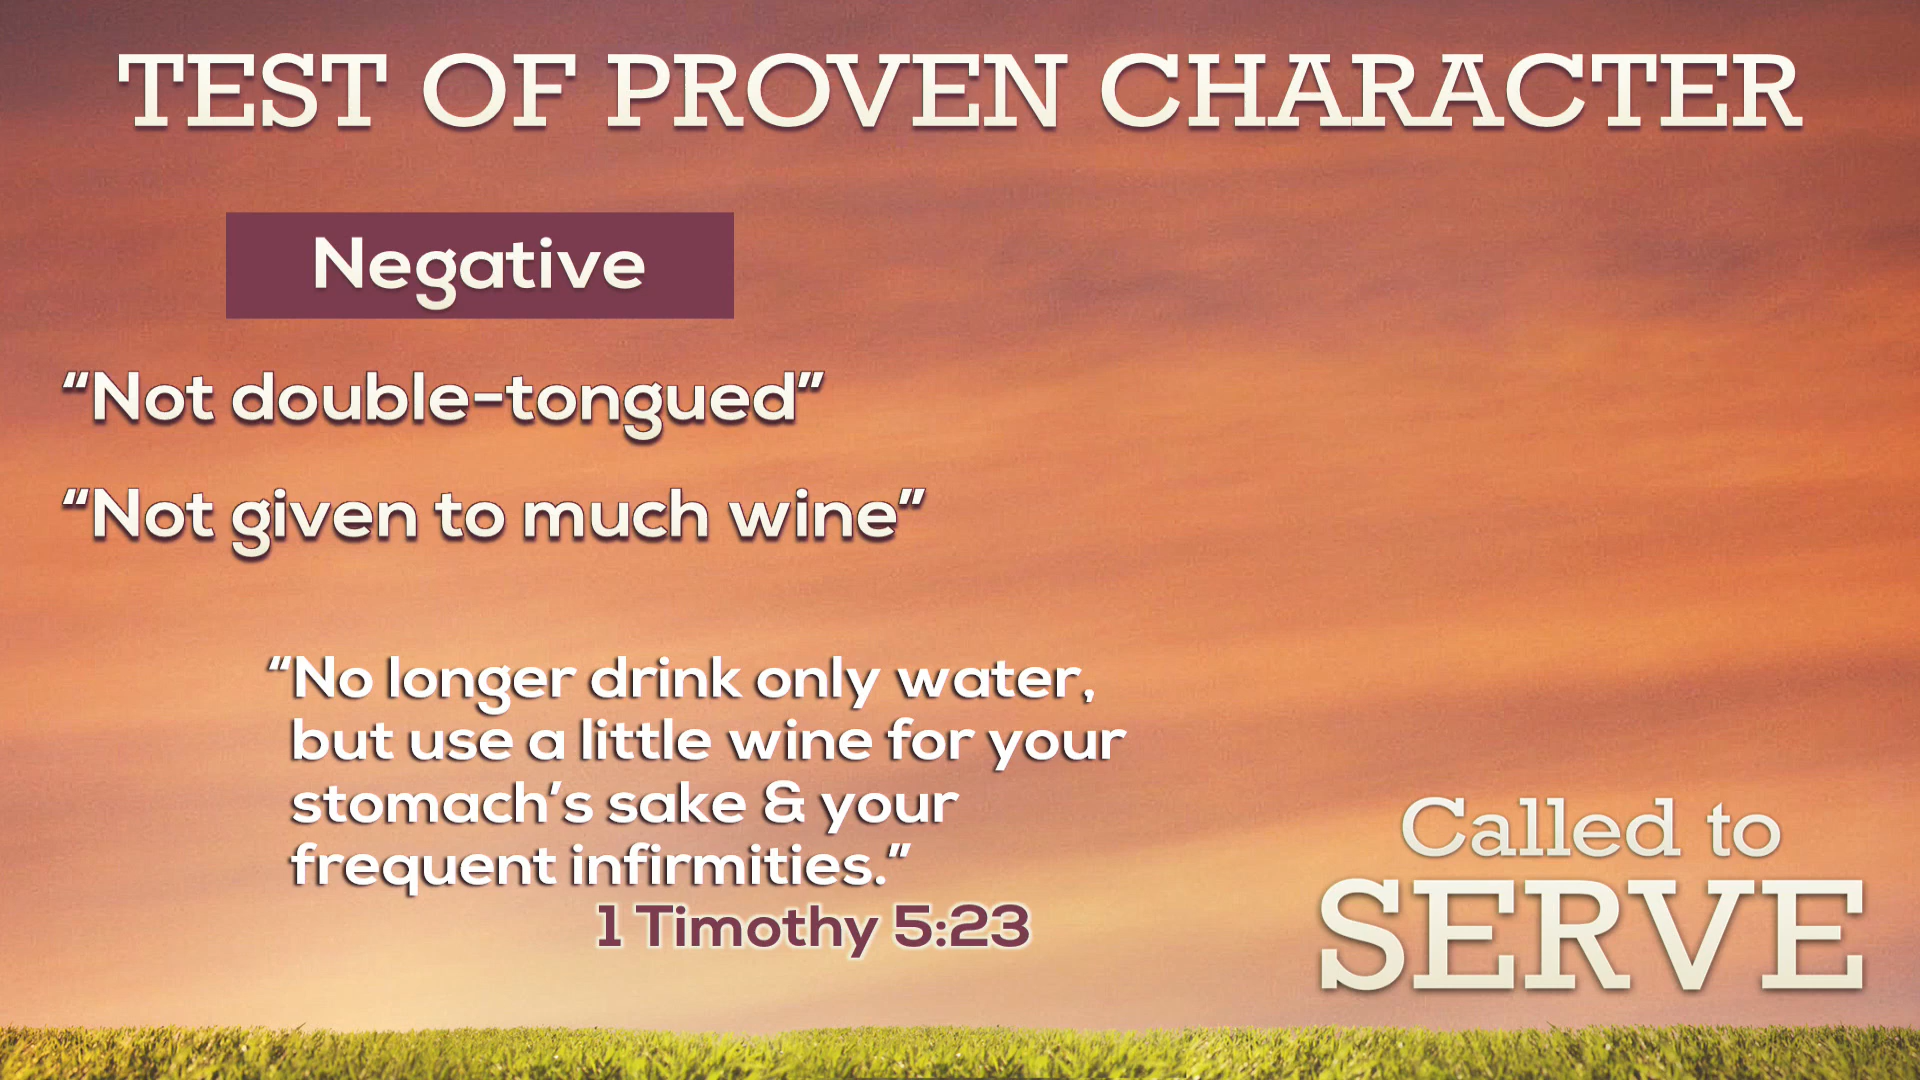 TEST OF PROVEN CHARACTER
Negative
“Not double-tongued”
“Not given to much wine”
“No longer drink only water,
but use a little wine for your
stomach’s sake & your
frequent infirmities.”
1 Timothy 5:23
Called to
SERVE